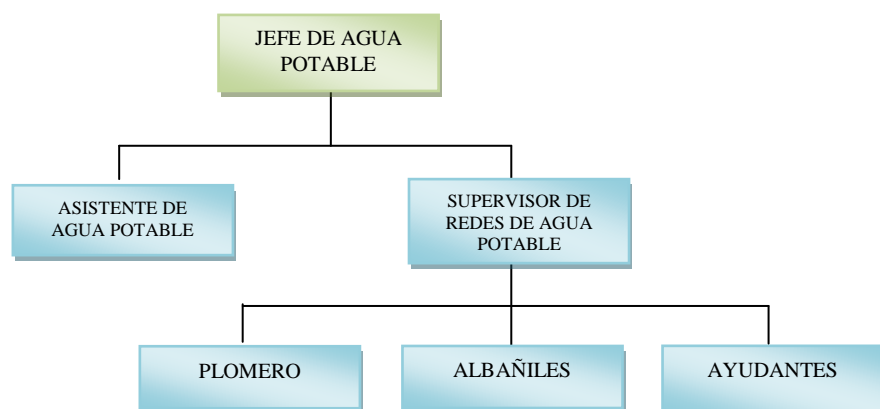 JEFE DE AGUA
POTABLE
ASISTENTE DE
AGUA POTABLE
SUPERVISOR DE
REDES DE AGUA
POTABLE
PLOMERO
ALBAÑILES
AYUDANTES